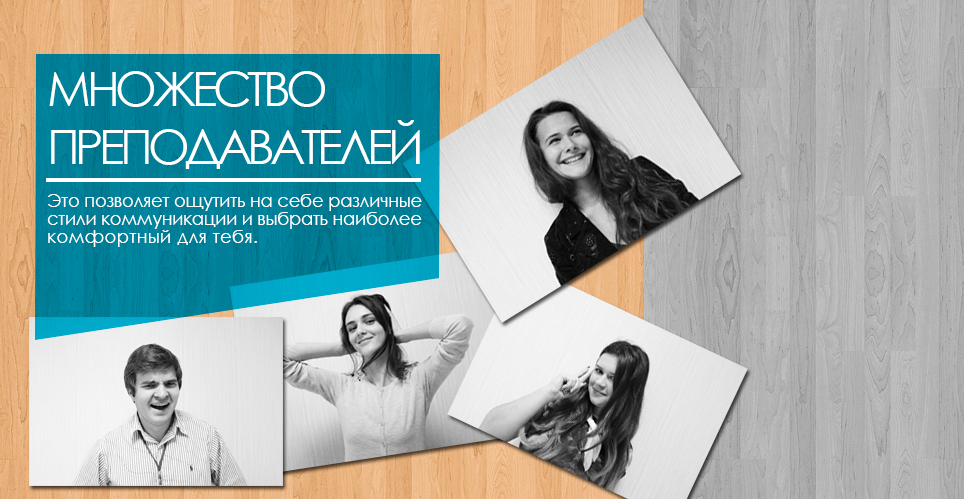 МНОЖЕСТВО
ПРЕПОДАВАТЕЛЕЙ
Это позволяет ощутить на себе различные
стили коммуникации и выбрать наиболее
комфортный для тебя.